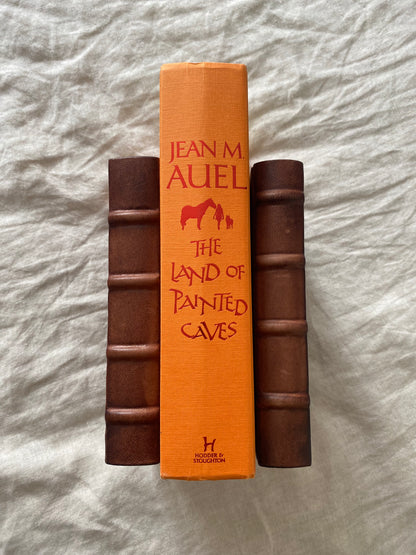 JEAN M.
AUEL
THE
LAND OF
PAINTED
CAVES
H
HODDER &
STOUGHTON